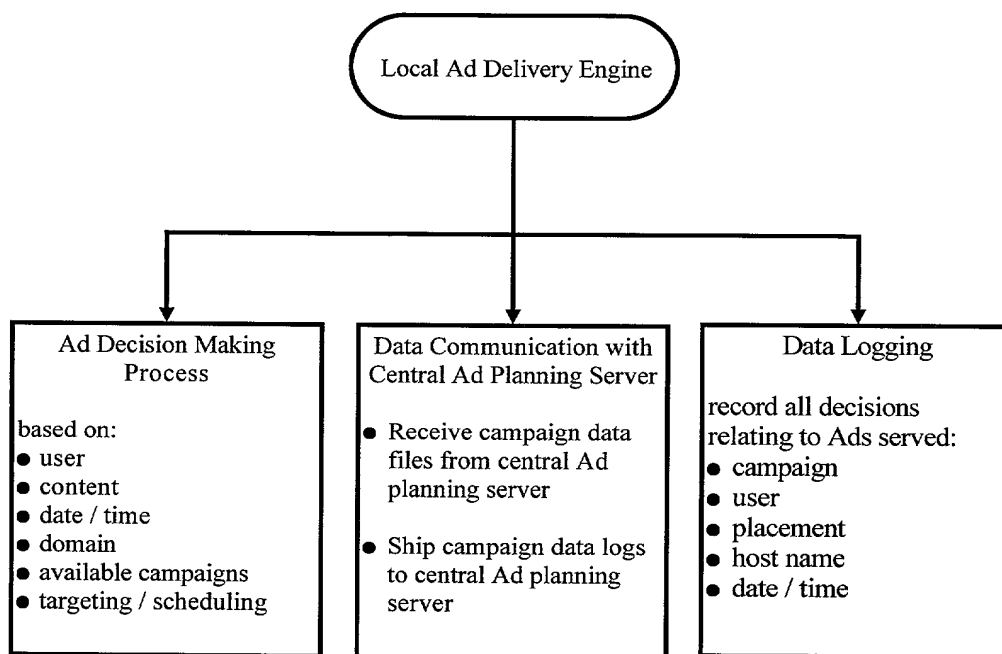 Local Ad Delivery Engine
Ad Decision Making
Process
based on:
● user
● content
● date / time
● domain
● available campaigns
● targeting / scheduling
Data Communication with
Central Ad Planning Server
● Receive campaign data
files from central Ad
planning server
● Ship campaign data logs
to central Ad planning
server
Data Logging
record all decisions
relating to Ads served:
● campaign
● user
● placement
● host name
● date / time